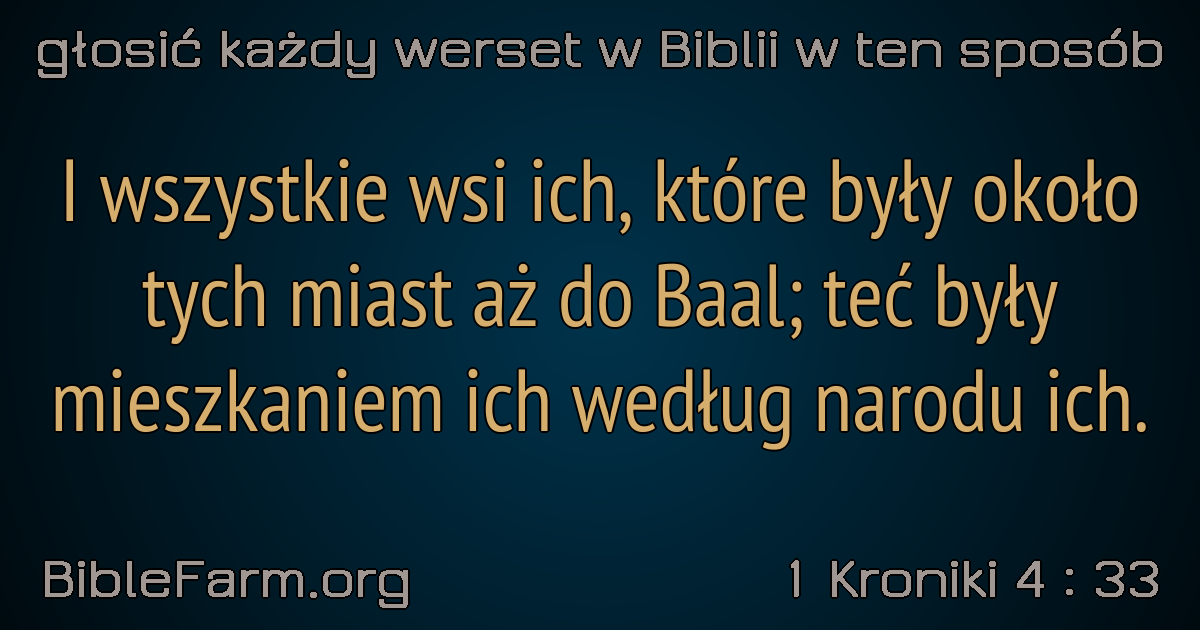 głosić każdy werset w Biblii w ten sposób
I wszystkie wsi ich, które były około
tych miast aż do Baal; teć były
mieszkaniem ich według narodu ich.
BibleFarm.org
1 Kroniki 4 : 33